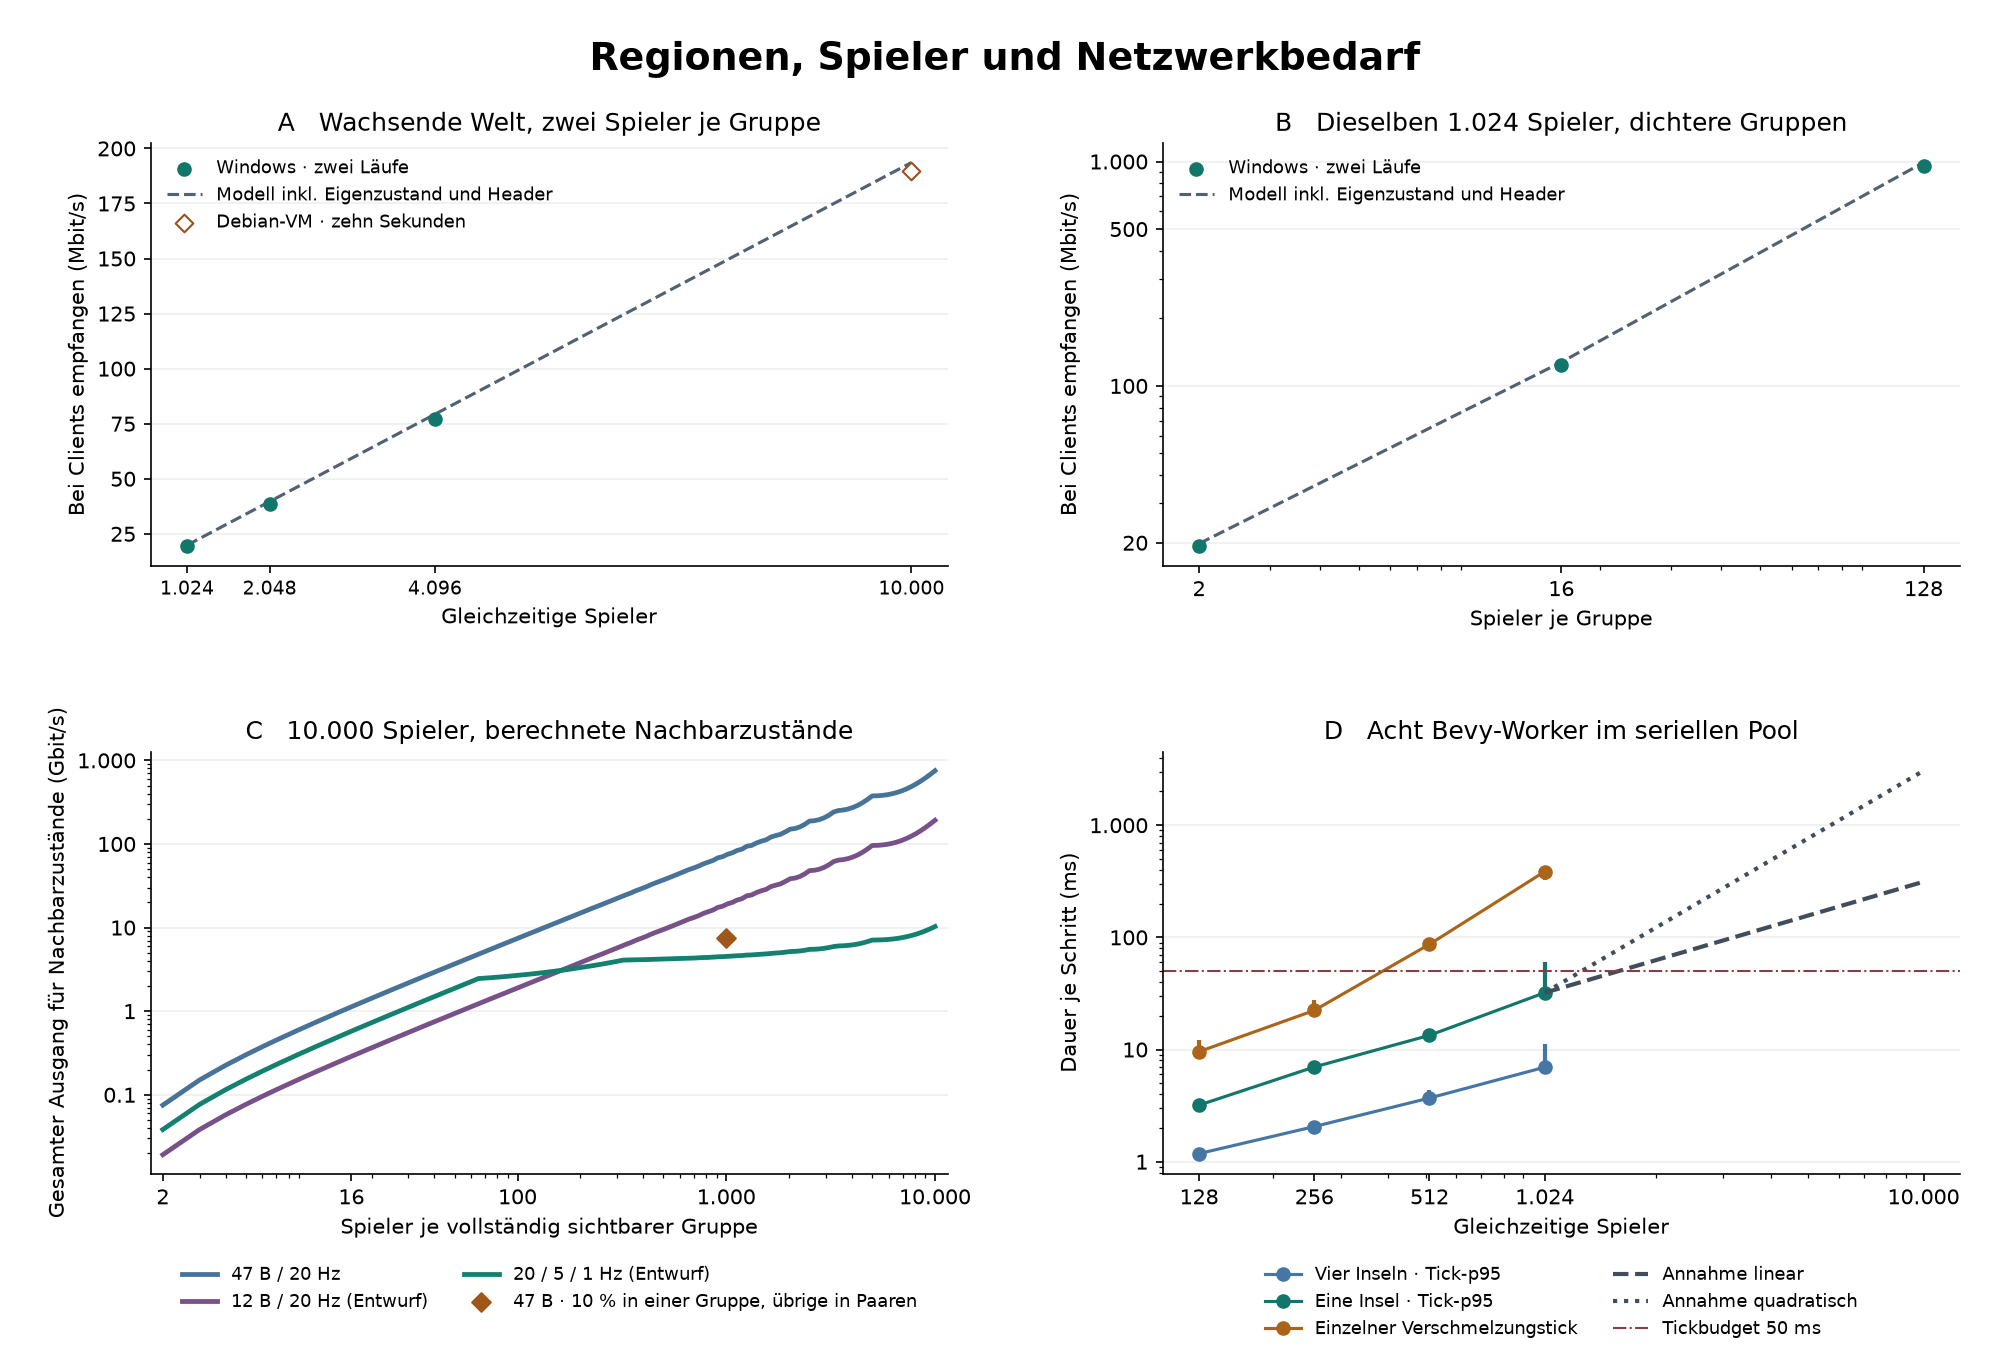 Regionen, Spieler und Netzwerkbedarf
A   Wachsende Welt, zwei Spieler je Gruppe
Bei Clients empfangen (Mbit/s)
200
175
150
125
100
75
50
25
Windows · zwei Läufe
Modell inkl. Eigenzustand und Header
Debian-VM · zehn Sekunden
1.024
2.048
4.096
10.000
Gleichzeitige Spieler
B   Dieselben 1.024 Spieler, dichtere Gruppen
Bei Clients empfangen (Mbit/s)
1.000
500
100
20
Windows · zwei Läufe
Modell inkl. Eigenzustand und Header
2
16
128
Spieler je Gruppe
C   10.000 Spieler, berechnete Nachbarzustände
Gesamter Ausgang für Nachbarzustände (Gbit/s)
1.000
100
10
1
0.1
2
16
100
1.000
10.000
Spieler je vollständig sichtbarer Gruppe
47 B / 20 Hz
12 B / 20 Hz (Entwurf)
20 / 5 / 1 Hz (Entwurf)
47 B · 10 % in einer Gruppe, übrige in Paaren
D   Acht Bevy-Worker im seriellen Pool
Dauer je Schritt (ms)
1.000
100
10
1
128
256
512
1.024
10.000
Gleichzeitige Spieler
Vier Inseln · Tick-p95
Eine Insel · Tick-p95
Einzelner Verschmelzungstick
Annahme linear
Annahme quadratisch
Tickbudget 50 ms